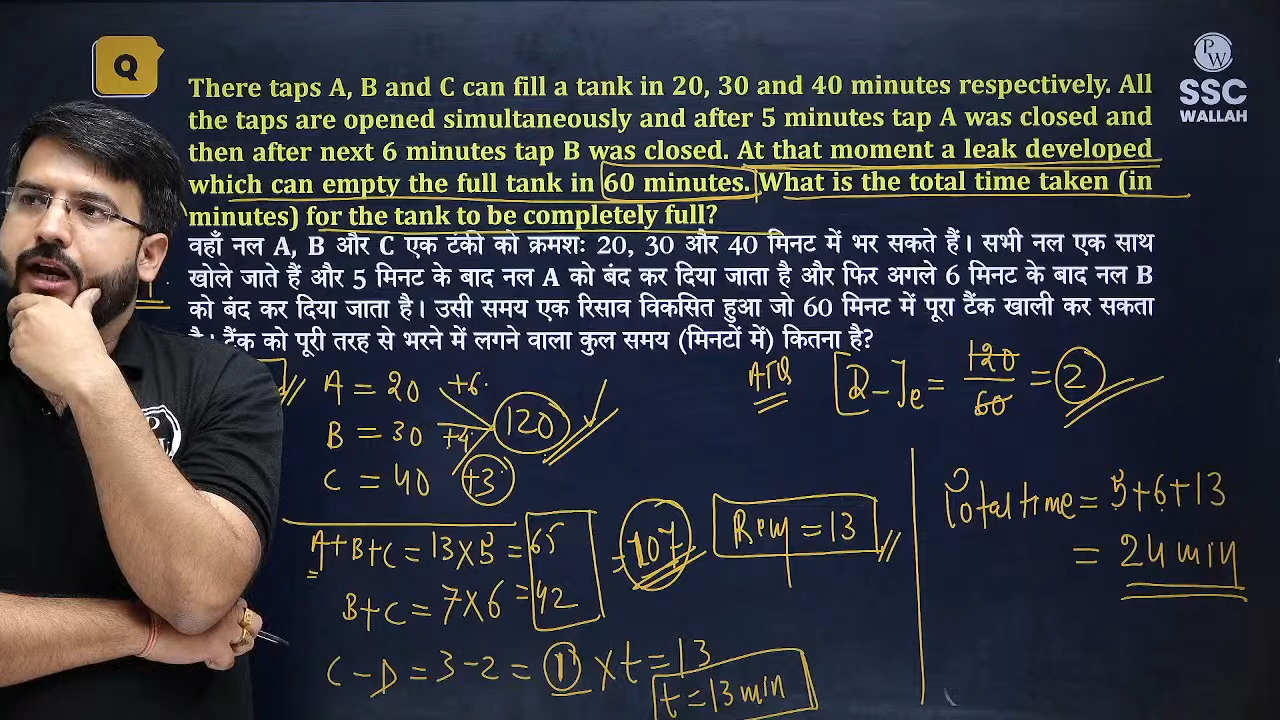 Q
PW
SSC
WALLAH
There taps A, B and C can fill a tank in 20, 30 and 40 minutes respectively. All
the taps are opened simultaneously and after 5 minutes tap A was closed and
then after next 6 minutes tap B was closed. At that moment a leak developed
which can empty the full tank in 60 minutes. What is the total time taken (in
minutes) for the tank to be completely full?
वहाँ नल A, B और C एक टंकी को क्रमशः 20, 30 और 40 मिनट में भर सकते हैं। सभी नल एक साथ
खोले जाते हैं और 5 मिनट के बाद नल A को बंद कर दिया जाता है और फिर अगले 6 मिनट के बाद नल B
को बंद कर दिया जाता है। उसी समय एक रिसाव विकसित हुआ जो 60 मिनट में पूरा टैंक खाली कर सकता
है। टैंक को पूरी तरह से भरने में लगने वाला कुल समय (मिनटों में) कितना है?
A = 20 +6
B = 30 +4 120
C = 40 +3
ATQ [D-]e = 120/60 = 2
A+B+C = 13×5 = 65
B+C = 7×6 = 42
= 107
Rem = 13
C-D = 3-2 = 1 × t = 13
t = 13 min
Total time = 5+6+13
= 24 min